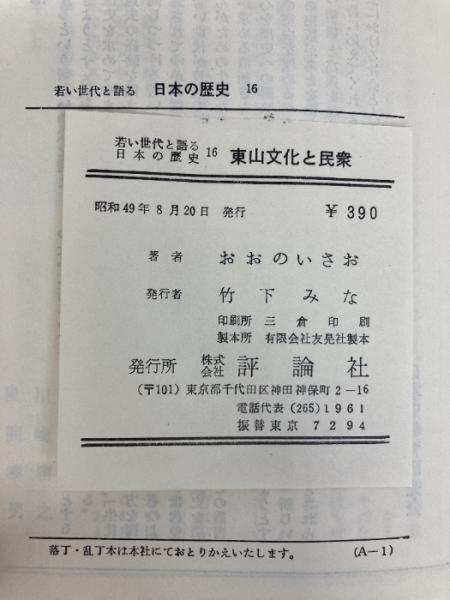 若い世代と語る 日本の歴史 16
若い世代と語る
日本の歴史 16 東山文化と民衆
昭和49年8月20日 発行 ¥390
著者 おおのいさお
発行者 竹下みな
印刷所 三倉印刷
製本所 有限会社友晃社製本
発行所 株式会社 評論社
(〒101) 東京都千代田区神田神保町2-16
電話代表 (265) 1961
振替東京 7294
落丁・乱丁本は本社にておとりかえいたします。 (A-1)